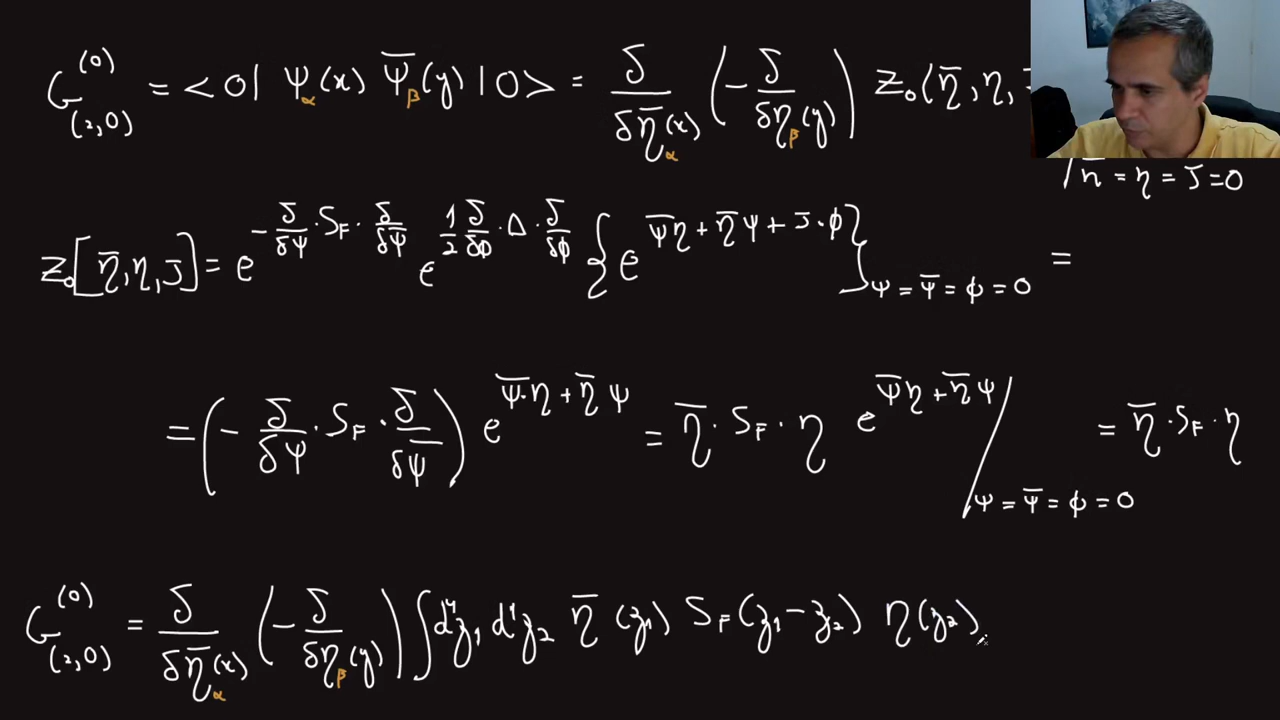 G_{(2,0)}^{(0)} = <0| ψ_α(x) ψ̄_β(y) |0> = δ/δη̄_α(x) (− δ/δη_β(y)) Z₀(η̄, η,
/ η̄ = η = J = 0
Z₀[η̄, η, J] = e^{− δ/δψ · S_F · δ/δψ̄} e^{1/2 δ/δϕ · Δ · δ/δϕ} { e^{ψ̄η + η̄ψ + J·ϕ} }_{ψ = ψ̄ = ϕ = 0} =
= (− δ/δψ · S_F · δ/δψ̄) e^{ψ̄·η + η̄ψ} = η̄ · S_F · η e^{ψ̄η + η̄ψ} /_{ψ = ψ̄ = ϕ = 0} = η̄ · S_F · η
G_{(2,0)}^{(0)} = δ/δη̄_α(x) (− δ/δη_β(y)) ∫ d⁴z₁ d⁴z₂ η̄(z₁) S_F(z₁ − z₂) η(z₂)